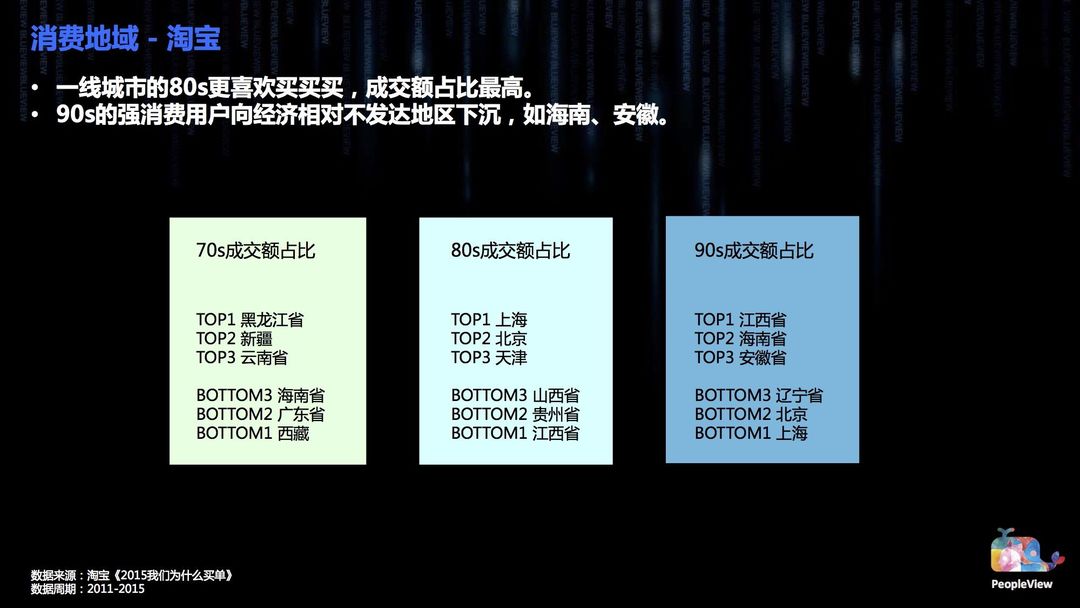 消费地域 - 淘宝
• 一线城市的80s更喜欢买买买，成交额占比最高。
• 90s的强消费用户向经济相对不发达地区下沉，如海南、安徽。
70s成交额占比
TOP1 黑龙江省
TOP2 新疆
TOP3 云南省
BOTTOM3 海南省
BOTTOM2 广东省
BOTTOM1 西藏
80s成交额占比
TOP1 上海
TOP2 北京
TOP3 天津
BOTTOM3 山西省
BOTTOM2 贵州省
BOTTOM1 江西省
90s成交额占比
TOP1 江西省
TOP2 海南省
TOP3 安徽省
BOTTOM3 辽宁省
BOTTOM2 北京
BOTTOM1 上海
数据来源：淘宝《2015我们为什么买单》
数据周期：2011-2015
PeopleView